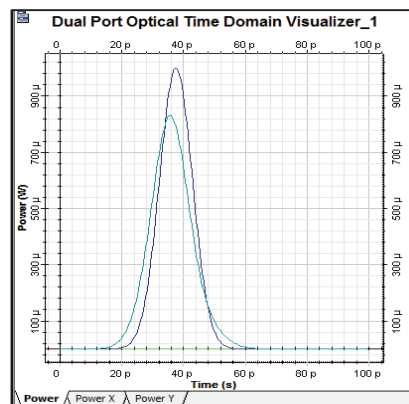 Dual Port Optical Time Domain Visualizer_1
0 20 p 40 p 60 p 80 p 100 p
900 µ 900 µ
700 µ 700 µ
Power (W)
500 µ 500 µ
300 µ 300 µ
100 µ 100 µ
0 20 p 40 p 60 p 80 p 100 p
Time (s)
Power Power X Power Y